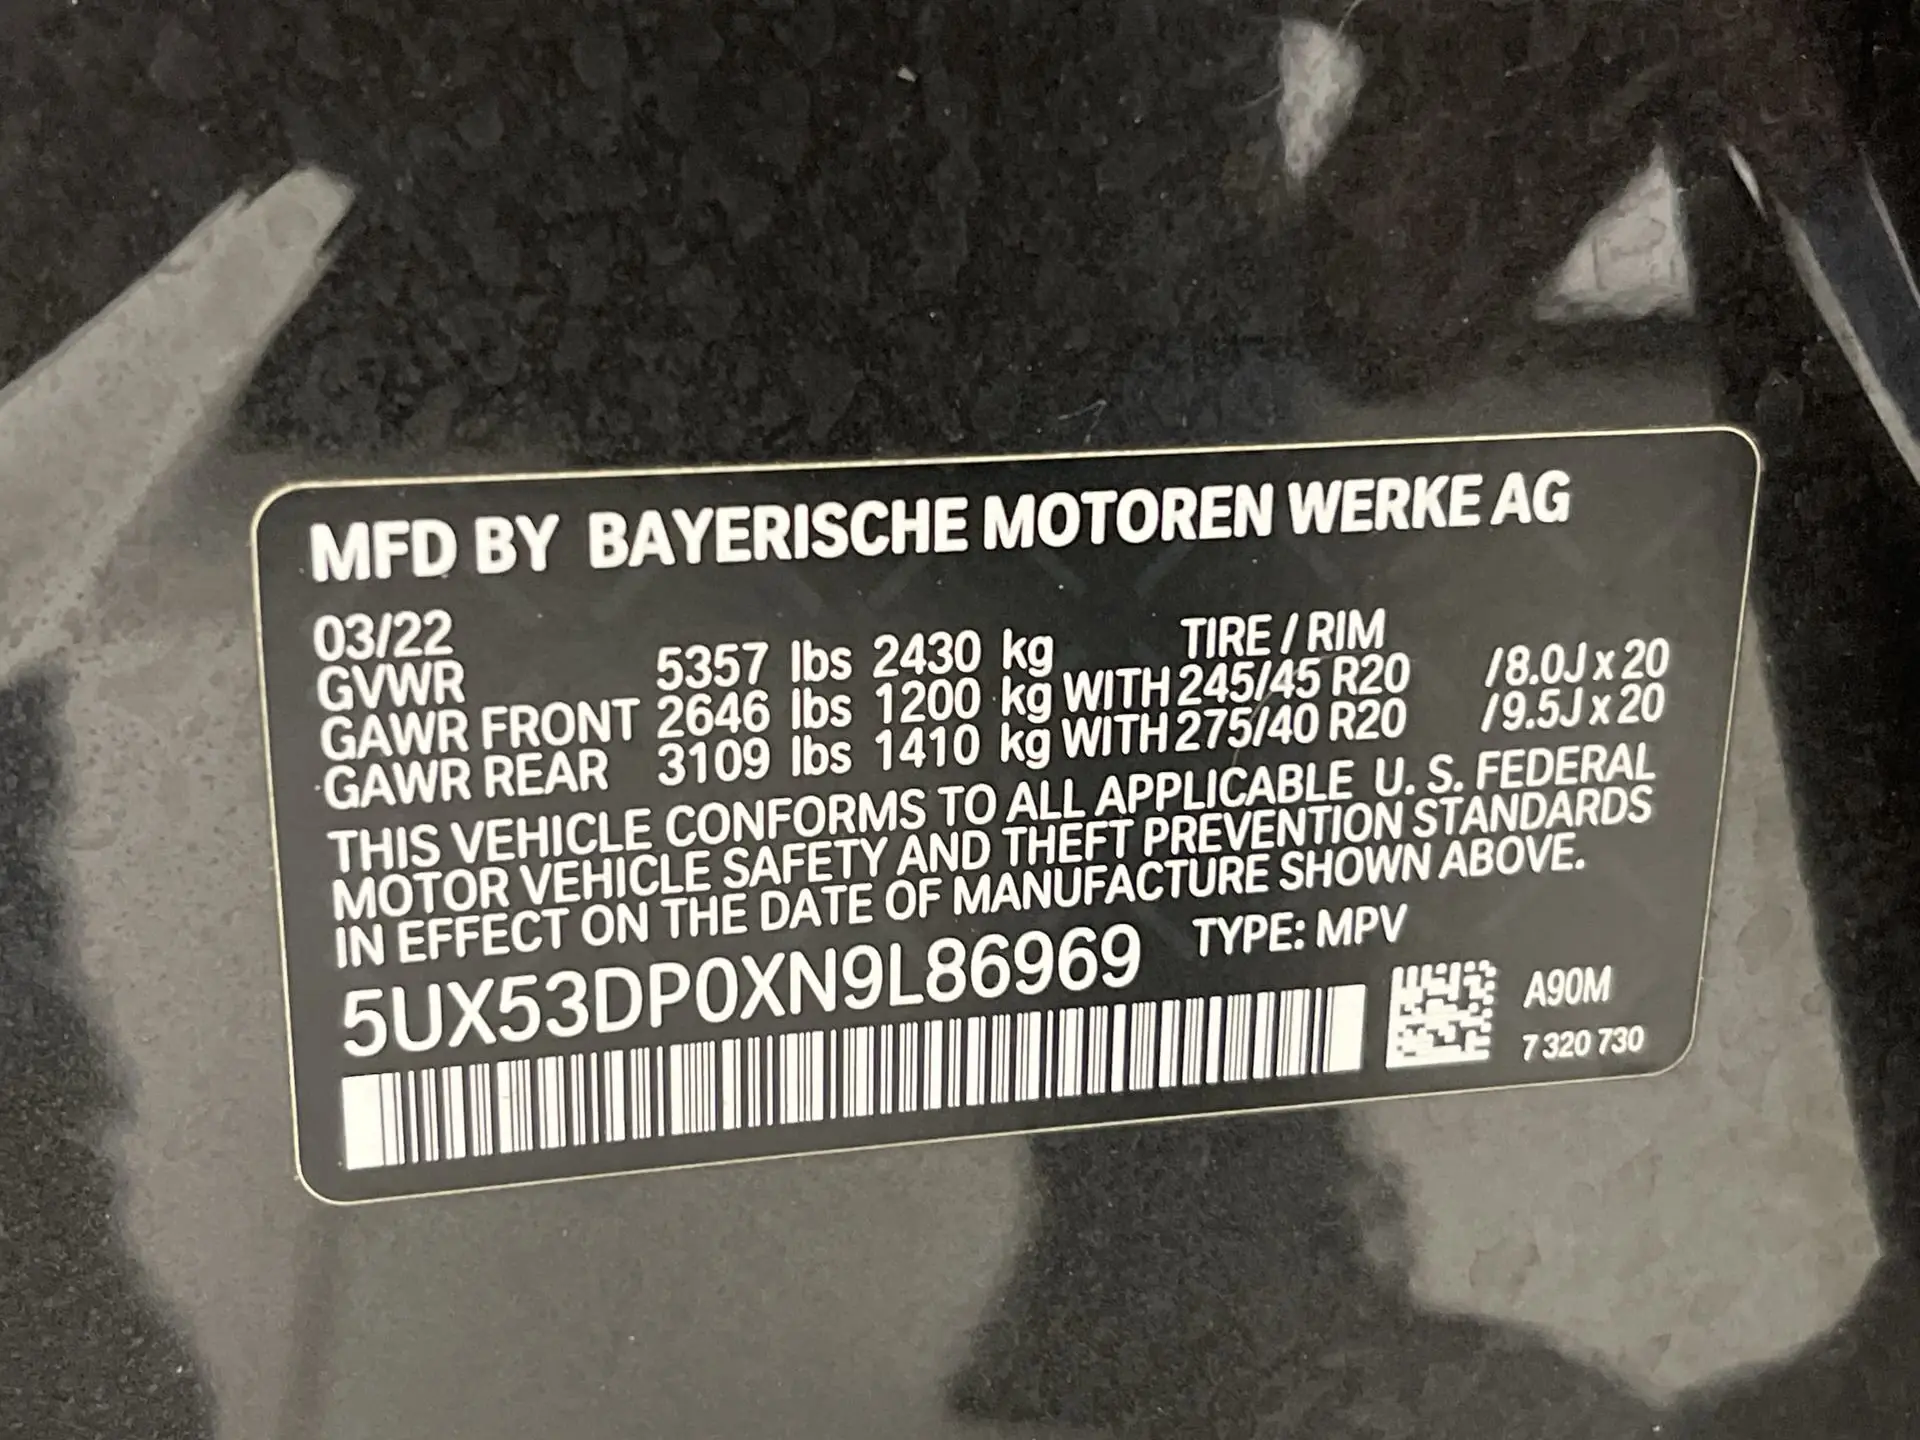 MFD BY BAYERISCHE MOTOREN WERKE AG
03/22 TIRE / RIM
GVWR 5357 lbs 2430 kg
GAWR FRONT 2646 lbs 1200 kg WITH 245/45 R20 /8.0J x 20
GAWR REAR 3109 lbs 1410 kg WITH 275/40 R20 /9.5J x 20
THIS VEHICLE CONFORMS TO ALL APPLICABLE U. S. FEDERAL
MOTOR VEHICLE SAFETY AND THEFT PREVENTION STANDARDS
IN EFFECT ON THE DATE OF MANUFACTURE SHOWN ABOVE.
5UX53DP0XN9L86969 TYPE: MPV
A90M
7 320 730